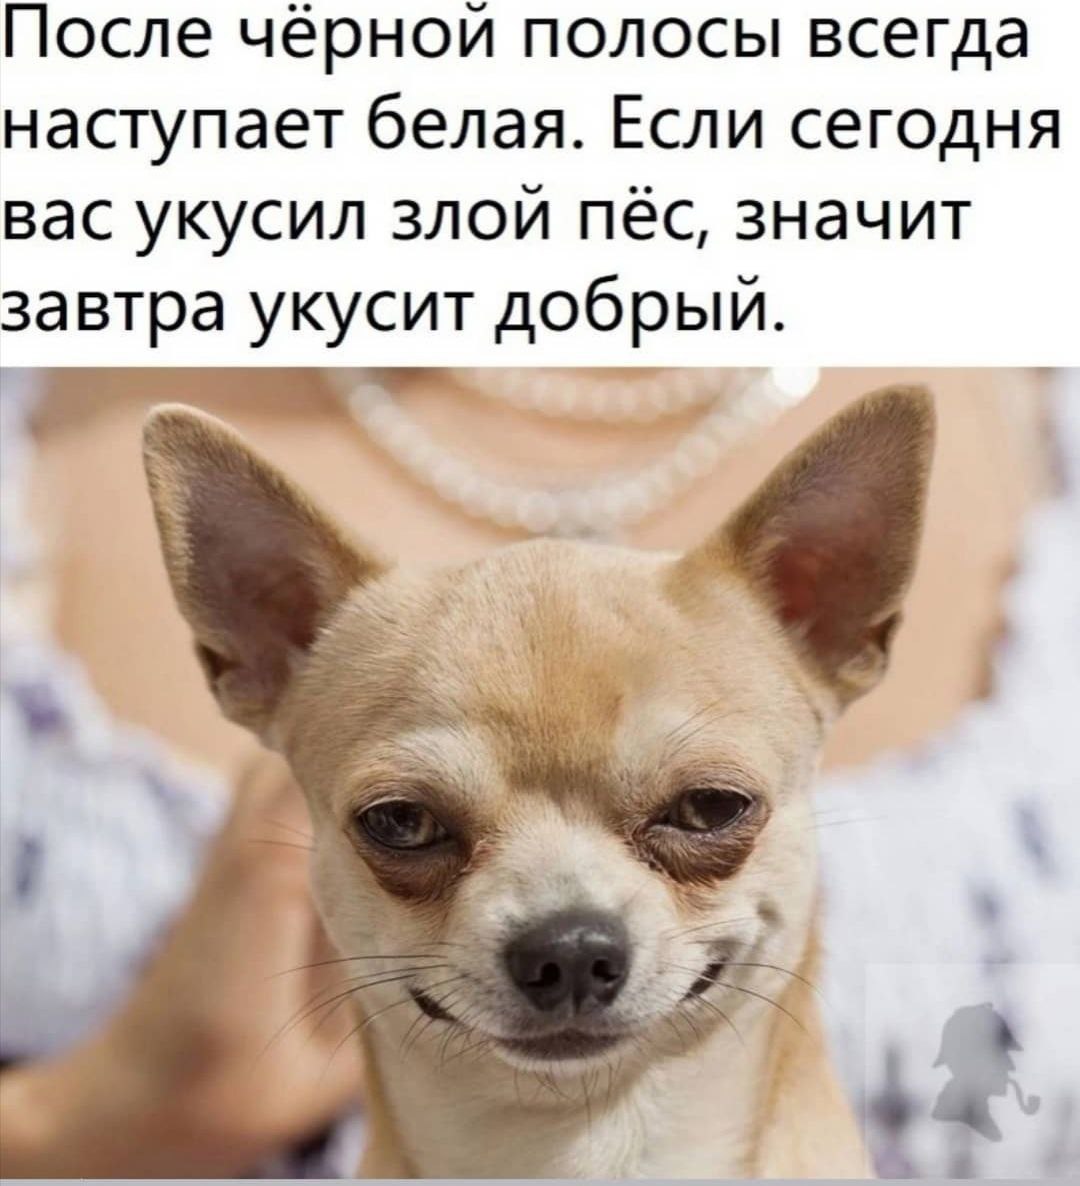 После чёрной полосы всегда
наступает белая. Если сегодня
вас укусил злой пёс, значит
завтра укусит добрый.